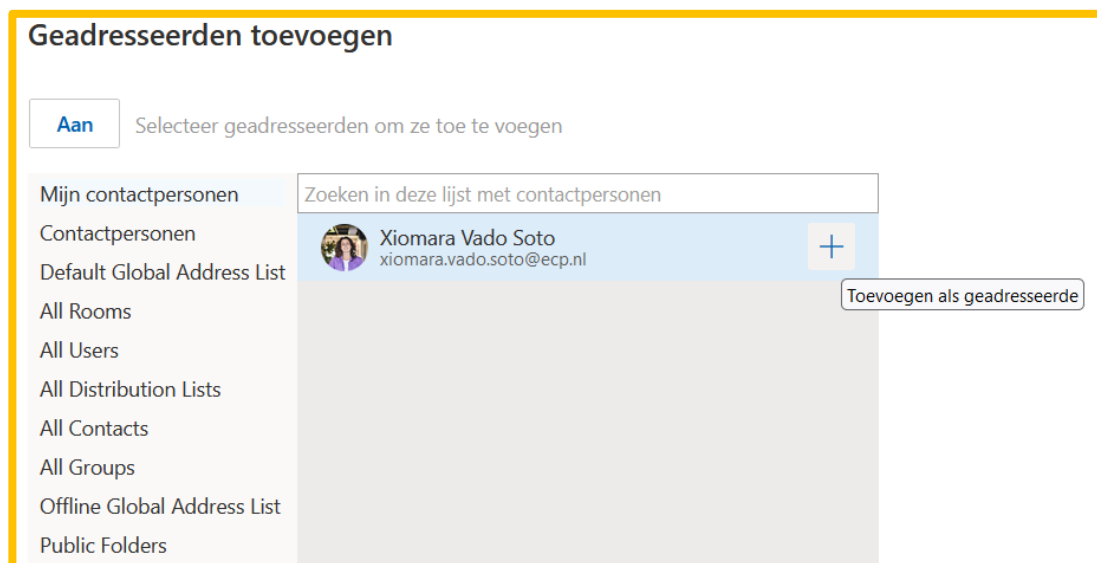 Geadresseerden toevoegen
Aan Selecteer geadresseerden om ze toe te voegen
Mijn contactpersonen
Zoeken in deze lijst met contactpersonen
Contactpersonen
Xiomara Vado Soto
xiomara.vado.soto@ecp.nl
Toevoegen als geadresseerde
Default Global Address List
All Rooms
All Users
All Distribution Lists
All Contacts
All Groups
Offline Global Address List
Public Folders